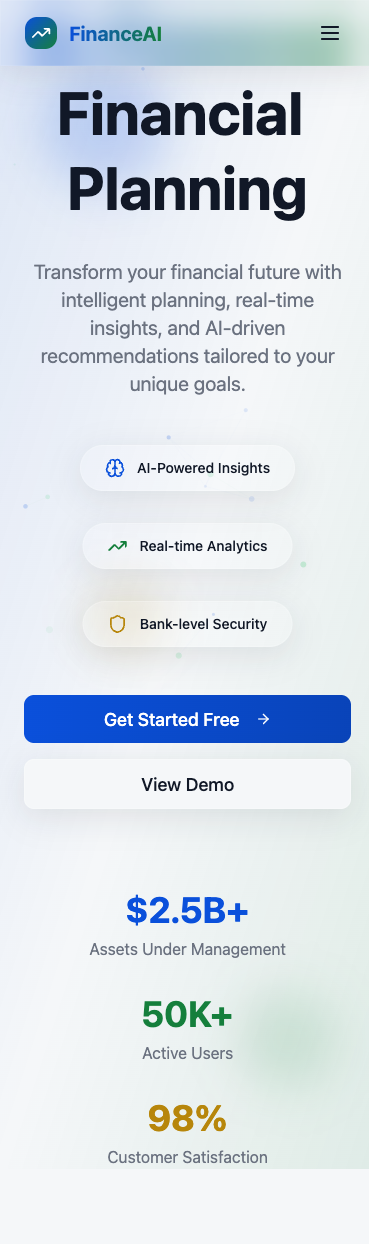 FinanceAI
Financial
Planning
Transform your financial future with
intelligent planning, real-time
insights, and AI-driven
recommendations tailored to your
unique goals.
AI-Powered Insights
Real-time Analytics
Bank-level Security
Get Started Free
View Demo
$2.5B+
Assets Under Management
50K+
Active Users
98%
Customer Satisfaction